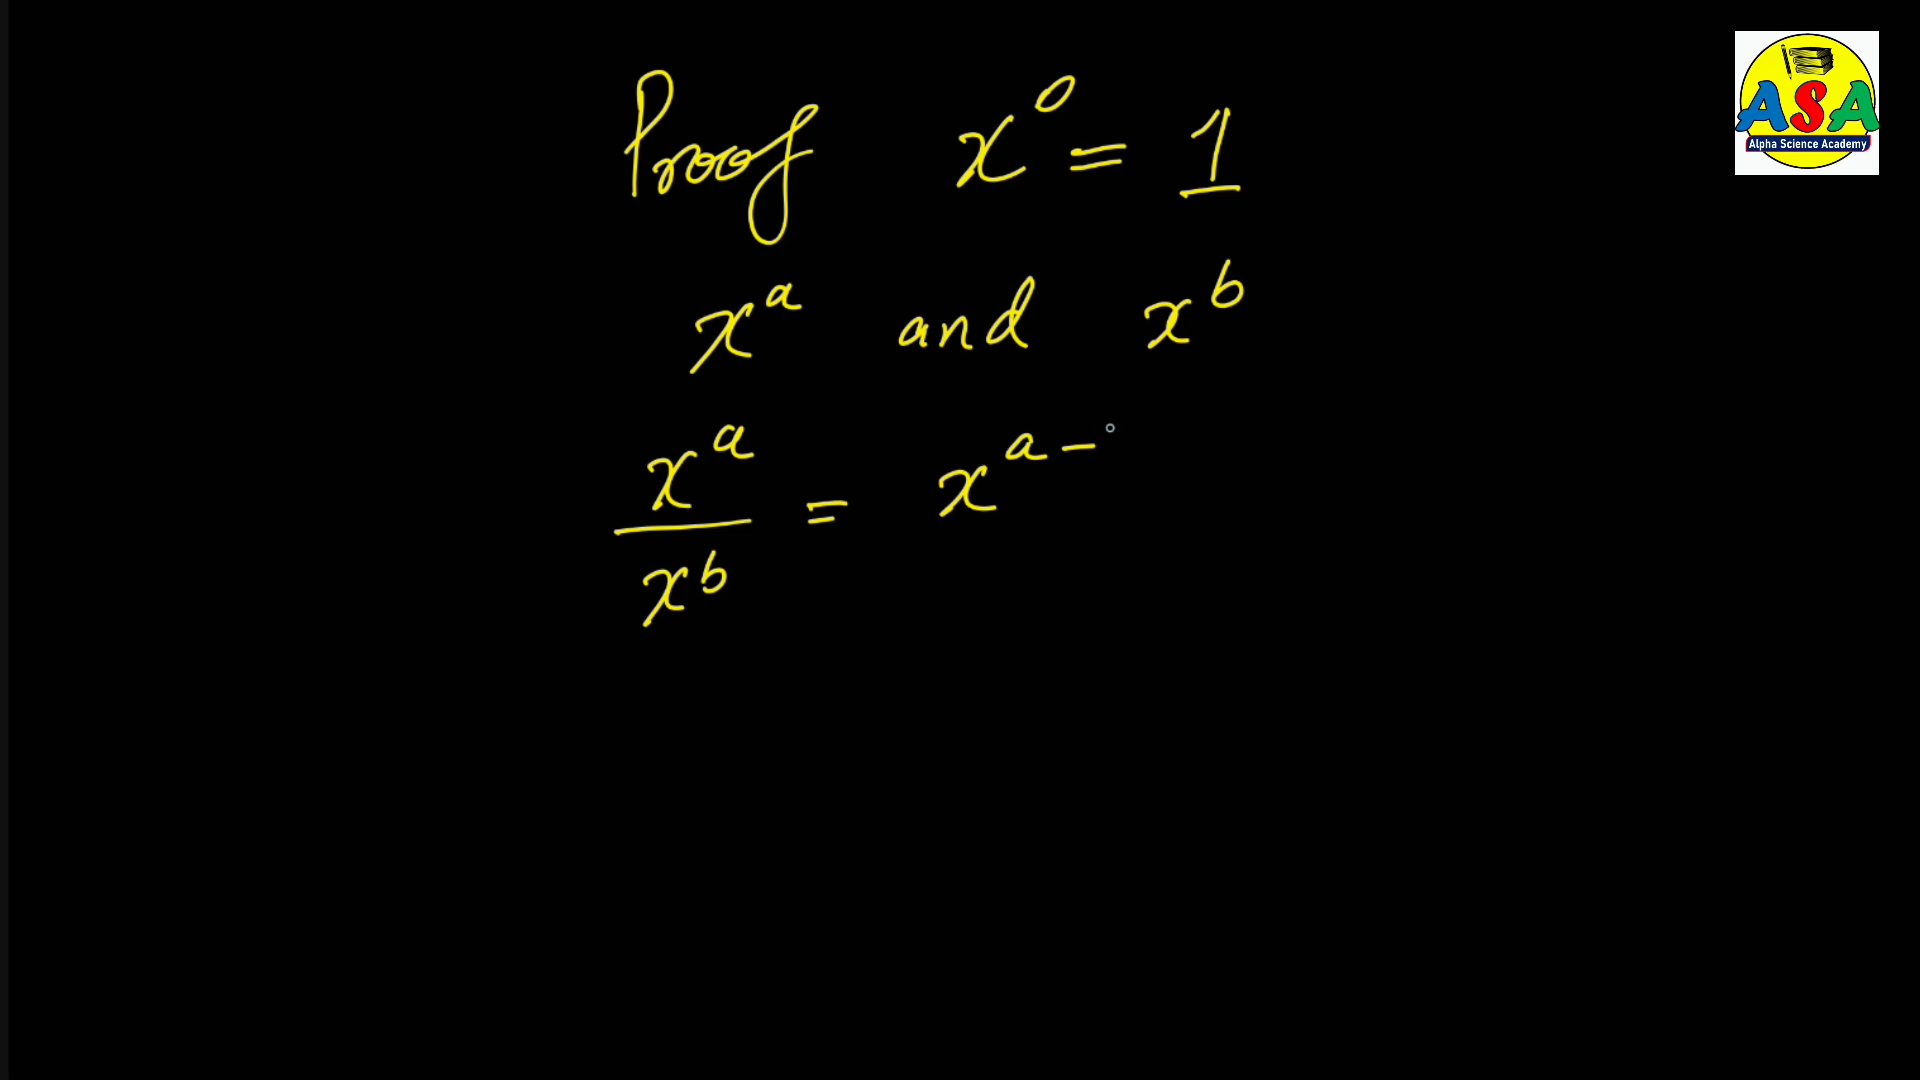 Proof x⁰ = 1
xᵃ and xᵇ
xᵃ/xᵇ = xᵃ⁻
ASA
Alpha Science Academy